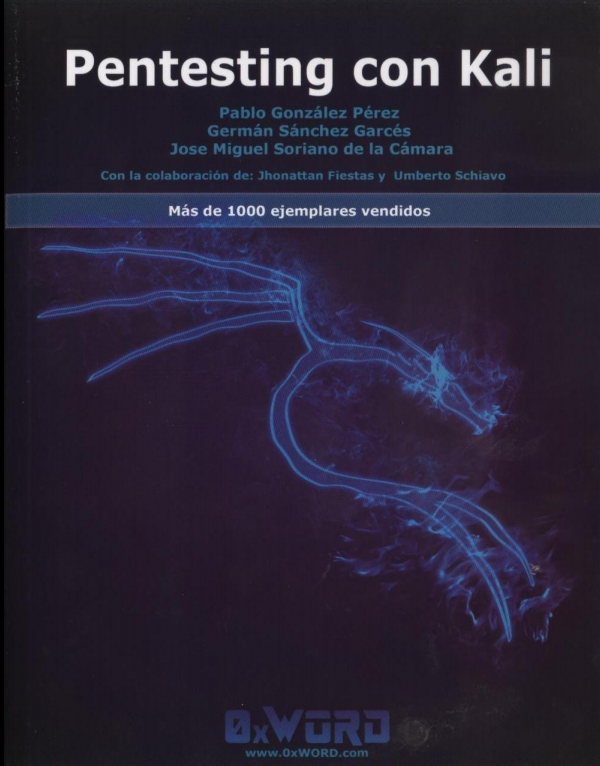 Pentesting con Kali
Pablo González Pérez
Germán Sánchez Garcés
Jose Miguel Soriano de la Cámara
Con la colaboración de: Jhonattan Fiestas y Umberto Schiavo
Más de 1000 ejemplares vendidos
0xWORD
www.0xWORD.com